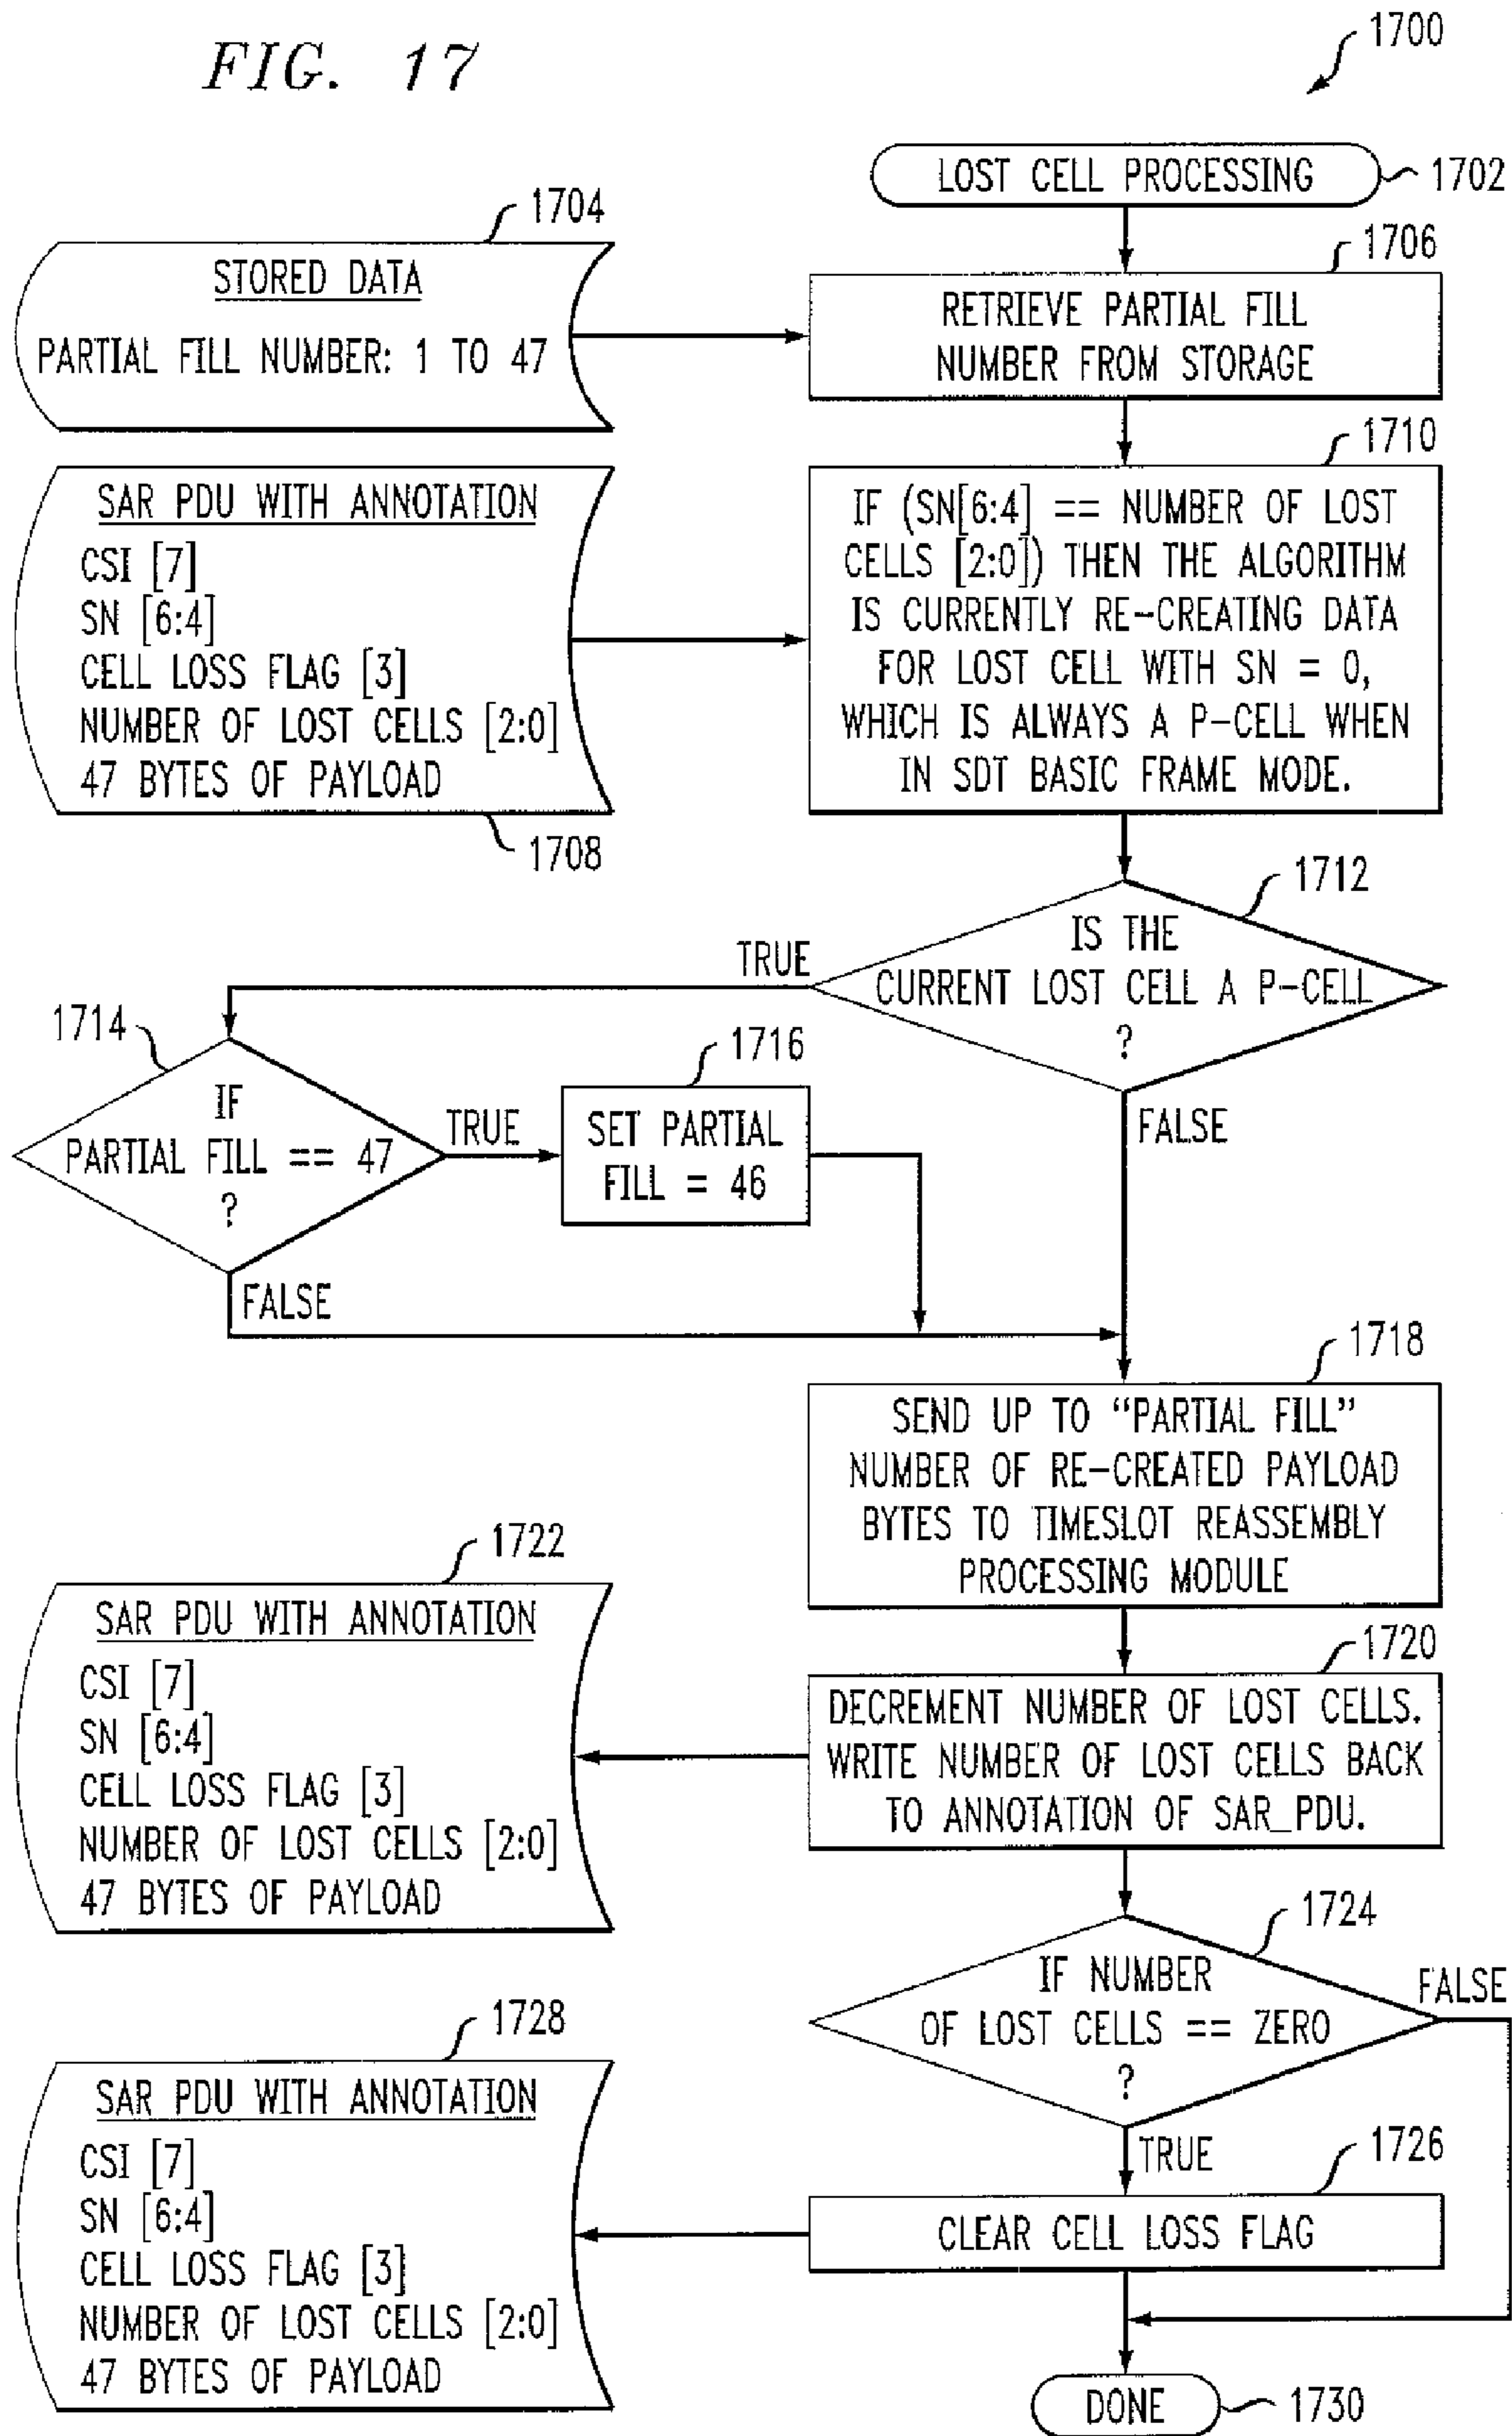 FIG. 17
1700
LOST CELL PROCESSING
1702
1704
STORED DATA
PARTIAL FILL NUMBER: 1 TO 47
1706
RETRIEVE PARTIAL FILL
NUMBER FROM STORAGE
1708
SAR PDU WITH ANNOTATION
CSI [7]
SN [6:4]
CELL LOSS FLAG [3]
NUMBER OF LOST CELLS [2:0]
47 BYTES OF PAYLOAD
1710
IF (SN[6:4] == NUMBER OF LOST
CELLS [2:0]) THEN THE ALGORITHM
IS CURRENTLY RE-CREATING DATA
FOR LOST CELL WITH SN = 0,
WHICH IS ALWAYS A P-CELL WHEN
IN SDT BASIC FRAME MODE.
1712
IS THE
CURRENT LOST CELL A P-CELL
?
TRUE
FALSE
1714
IF
PARTIAL FILL == 47
?
TRUE
FALSE
1716
SET PARTIAL
FILL = 46
1718
SEND UP TO “PARTIAL FILL”
NUMBER OF RE-CREATED PAYLOAD
BYTES TO TIMESLOT REASSEMBLY
PROCESSING MODULE
1720
DECREMENT NUMBER OF LOST CELLS.
WRITE NUMBER OF LOST CELLS BACK
TO ANNOTATION OF SAR_PDU.
1722
SAR PDU WITH ANNOTATION
CSI [7]
SN [6:4]
CELL LOSS FLAG [3]
NUMBER OF LOST CELLS [2:0]
47 BYTES OF PAYLOAD
1724
IF NUMBER
OF LOST CELLS == ZERO
?
FALSE
TRUE
1726
CLEAR CELL LOSS FLAG
1728
SAR PDU WITH ANNOTATION
CSI [7]
SN [6:4]
CELL LOSS FLAG [3]
NUMBER OF LOST CELLS [2:0]
47 BYTES OF PAYLOAD
DONE
1730